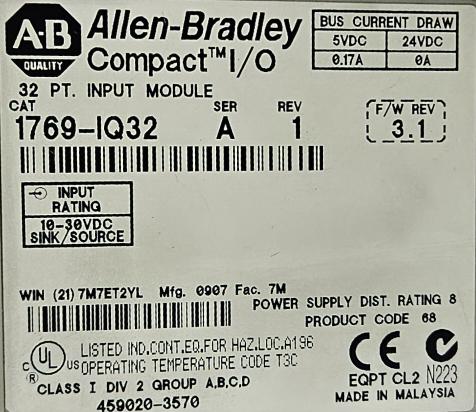 A-B
QUALITY
Allen-Bradley
Compact™ I/O
BUS CURRENT DRAW
5VDC 24VDC
0.17A 0A
32 PT. INPUT MODULE
CAT SER REV
1769-IQ32 A 1
F/W REV
3.1
INPUT
RATING
10-30VDC
SINK/SOURCE
WIN (21) 7M7ET2YL Mfg. 0907 Fac. 7M
POWER SUPPLY DIST. RATING 8
PRODUCT CODE 68
c UL US ®
LISTED IND.CONT.EQ.FOR HAZ.LOC.A196
OPERATING TEMPERATURE CODE T3C
CLASS I DIV 2 GROUP A,B,C,D
459020-3570
CE
EQPT CL2 N223
MADE IN MALAYSIA